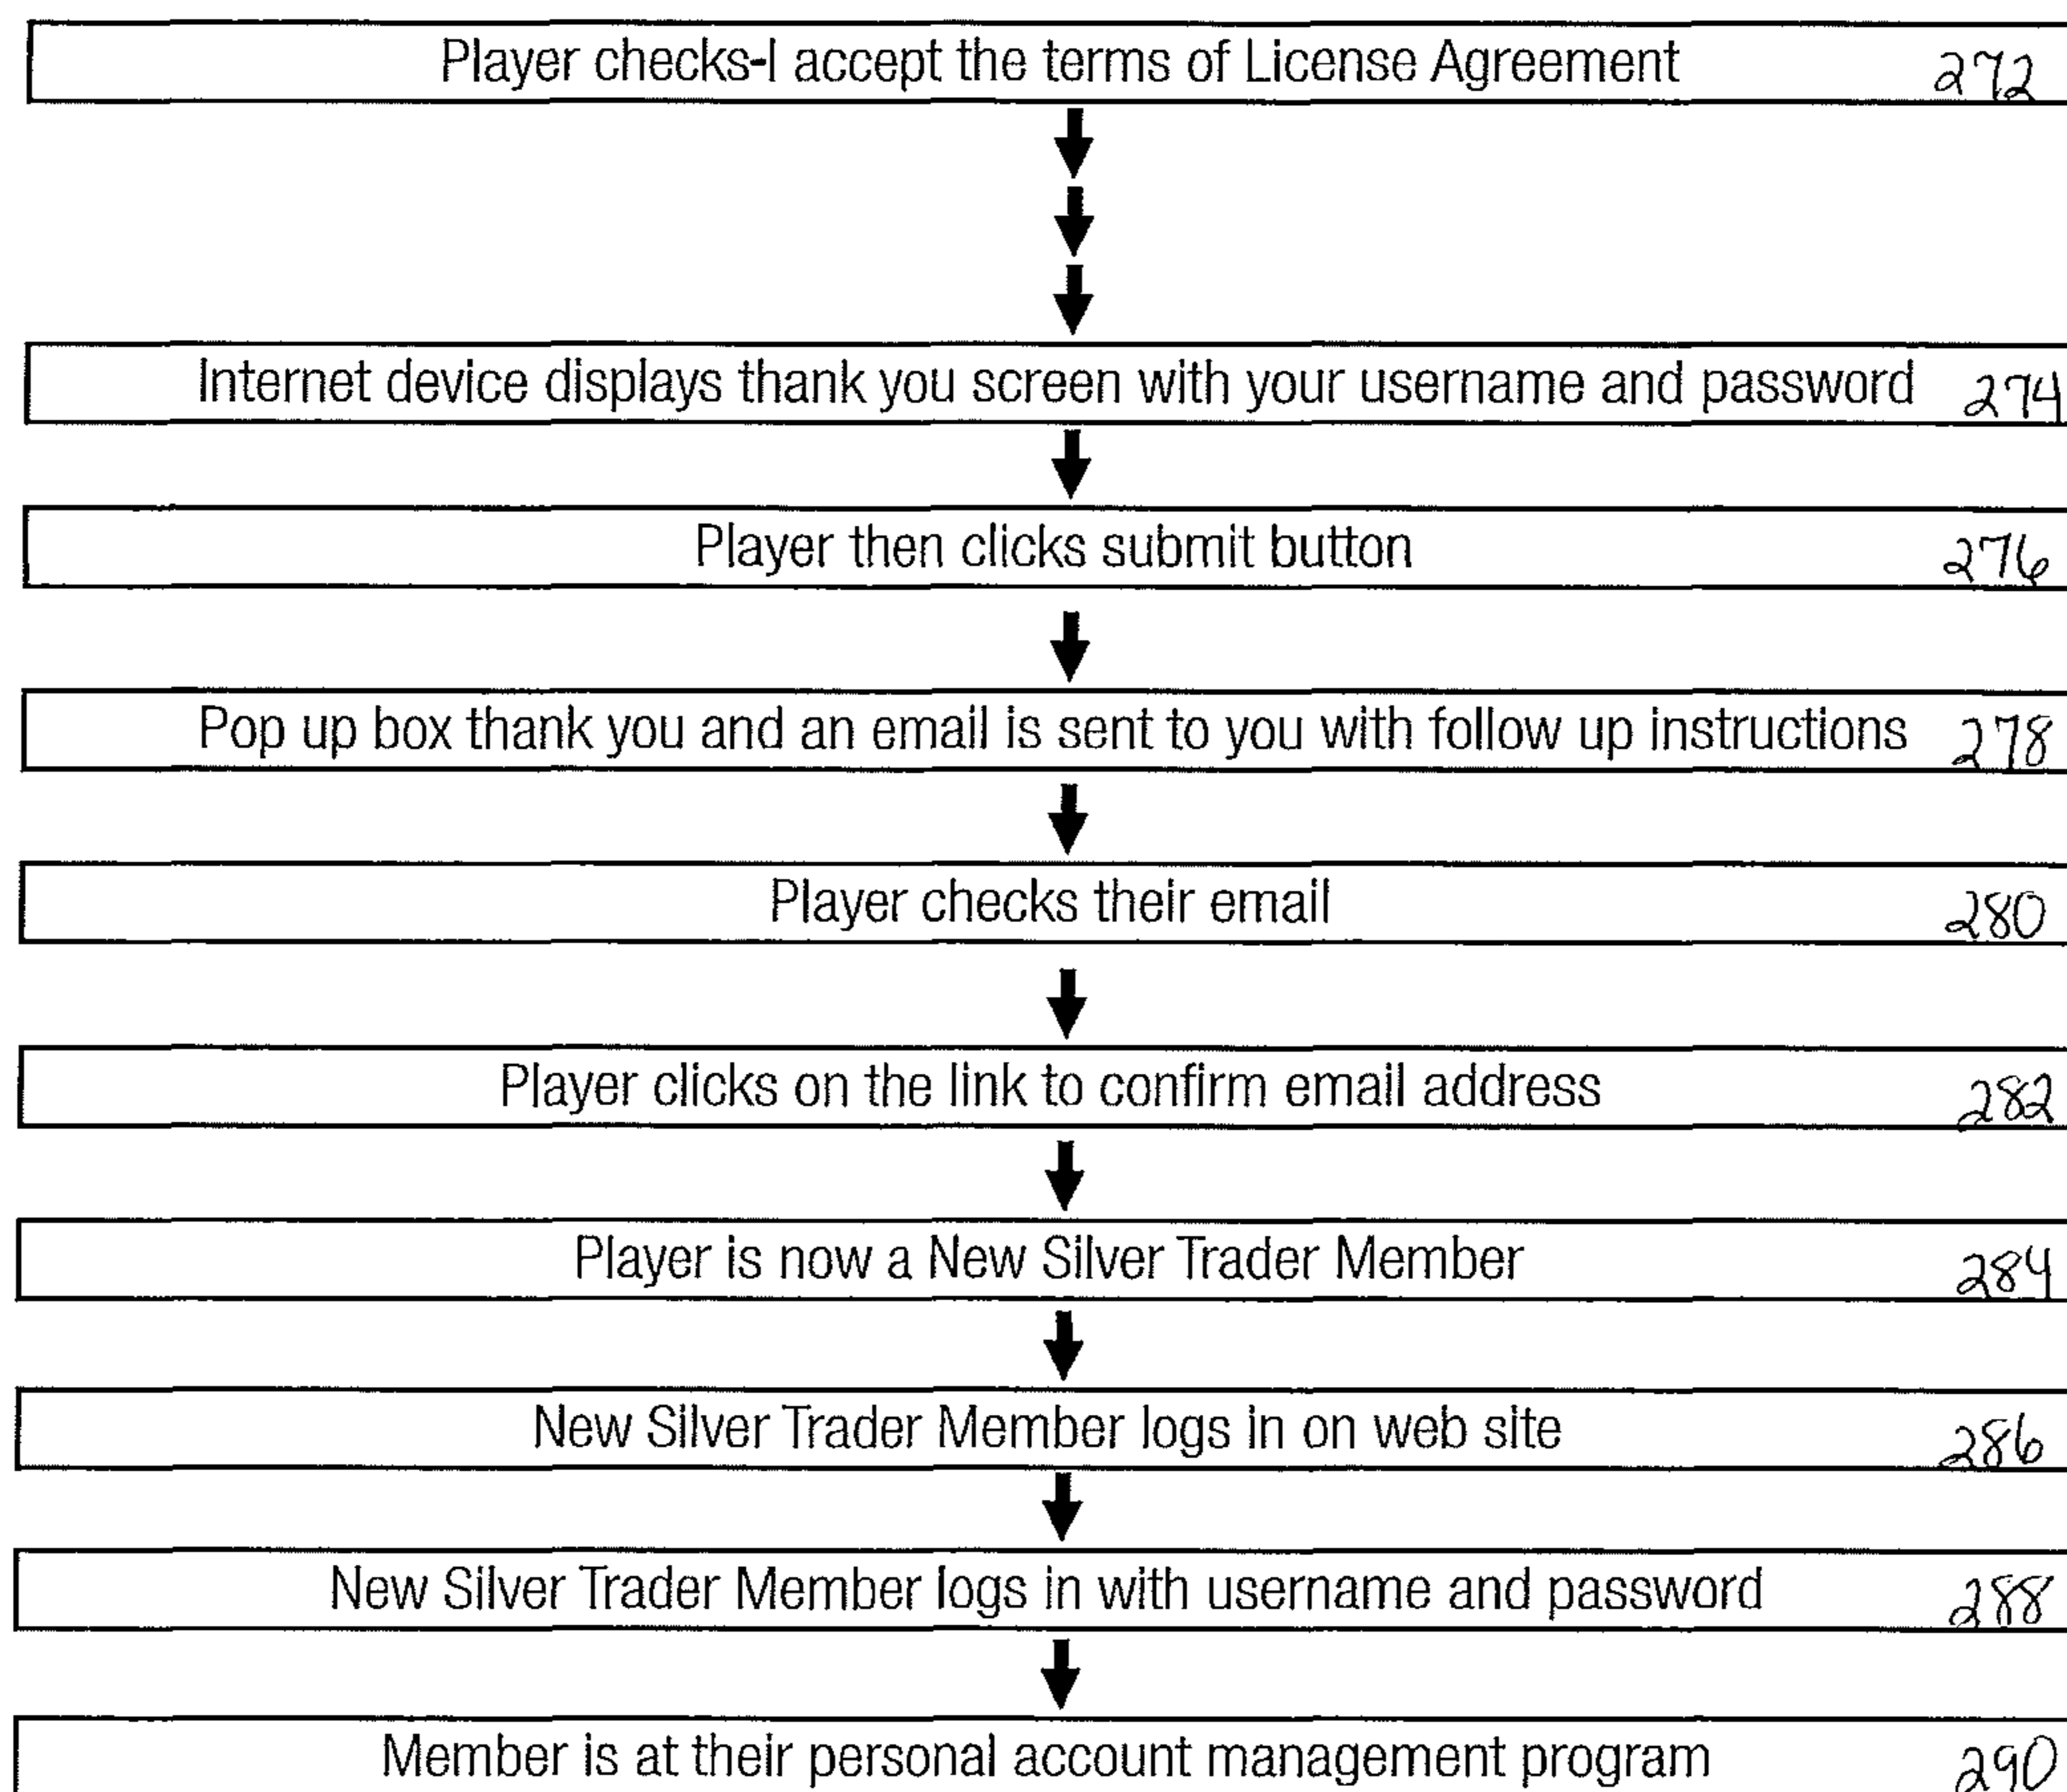 Player checks-I accept the terms of License Agreement 272
Internet device displays thank you screen with your username and password 274
Player then clicks submit button 276
Pop up box thank you and an email is sent to you with follow up instructions 278
Player checks their email 280
Player clicks on the link to confirm email address 282
Player is now a New Silver Trader Member 284
New Silver Trader Member logs in on web site 286
New Silver Trader Member logs in with username and password 288
Member is at their personal account management program 290